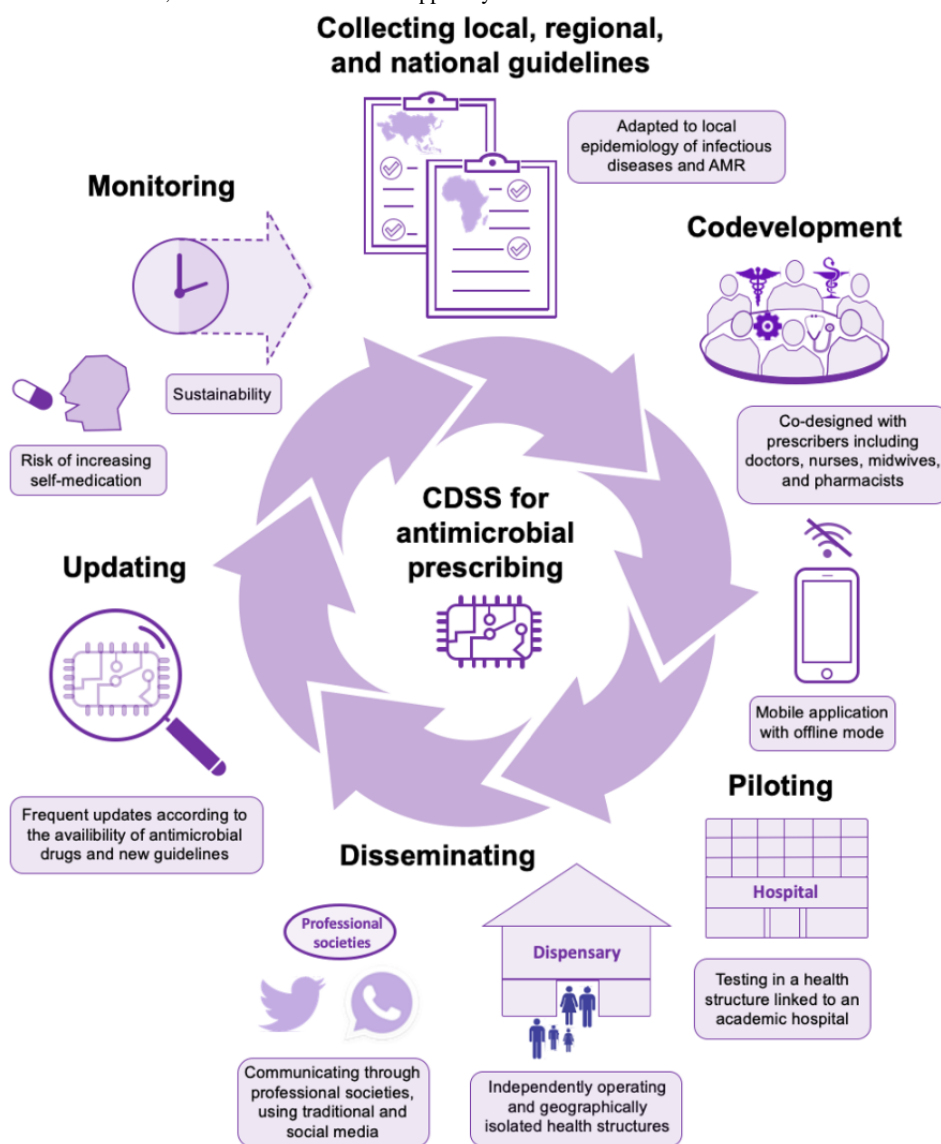 Collecting local, regional,
and national guidelines
Adapted to local
epidemiology of infectious
diseases and AMR
Monitoring
Sustainability
Risk of increasing
self-medication
Codevelopment
Co-designed with
prescribers including
doctors, nurses, midwives,
and pharmacists
Mobile application
with offline mode
CDSS for
antimicrobial
prescribing
Updating
Frequent updates according to
the availibility of antimicrobial
drugs and new guidelines
Piloting
Hospital
Testing in a health
structure linked to an
academic hospital
Disseminating
Professional
societies
Communicating through
professional societies,
using traditional and
social media
Dispensary
Independently operating
and geographically
isolated health structures